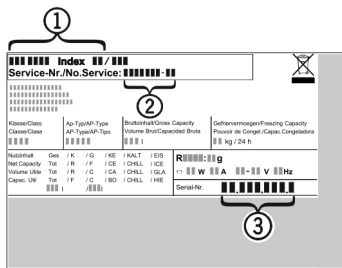 1
Index /
Service-Nr./No.Service: -
2
Klasse/Class
Classe/Clase
Ap-Typ/AP-Type
AP-Type/AP-Tipo
Bruttoinhalt/Gross Capacity
Volume Brut/Capacidad Bruta
l
Gefriervermoegen/Freezing Capacity
Pouvoir de Congel./Capac.Congeladora
kg / 24 h
Nutzinhalt Ges / K / G / KE / KALT / EIS
Net.Capacity Tot / R / F / CE / CHILL / ICE
Volume Utile Tot / R / C / CA / CHILL / GLA
Capac. Util Tot / F / C / BO / CHILL / HIE
l /l
R : g
W A - V Hz
Serial-Nr. . . .
3